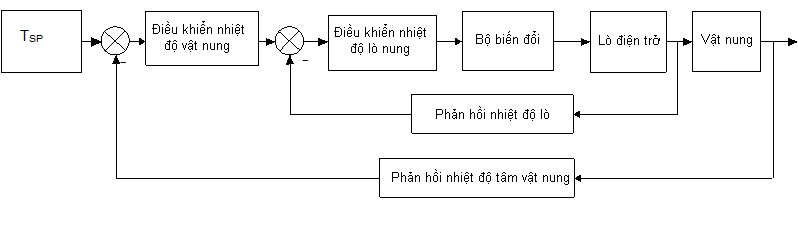 TSP
Điều khiển nhiệt
độ vật nung
Điều khiển nhiệt
độ lò nung
Bộ biến đổi
Lò điện trở
Vật nung
–
–
Phản hồi nhiệt độ lò
Phản hồi nhiệt độ tâm vật nung